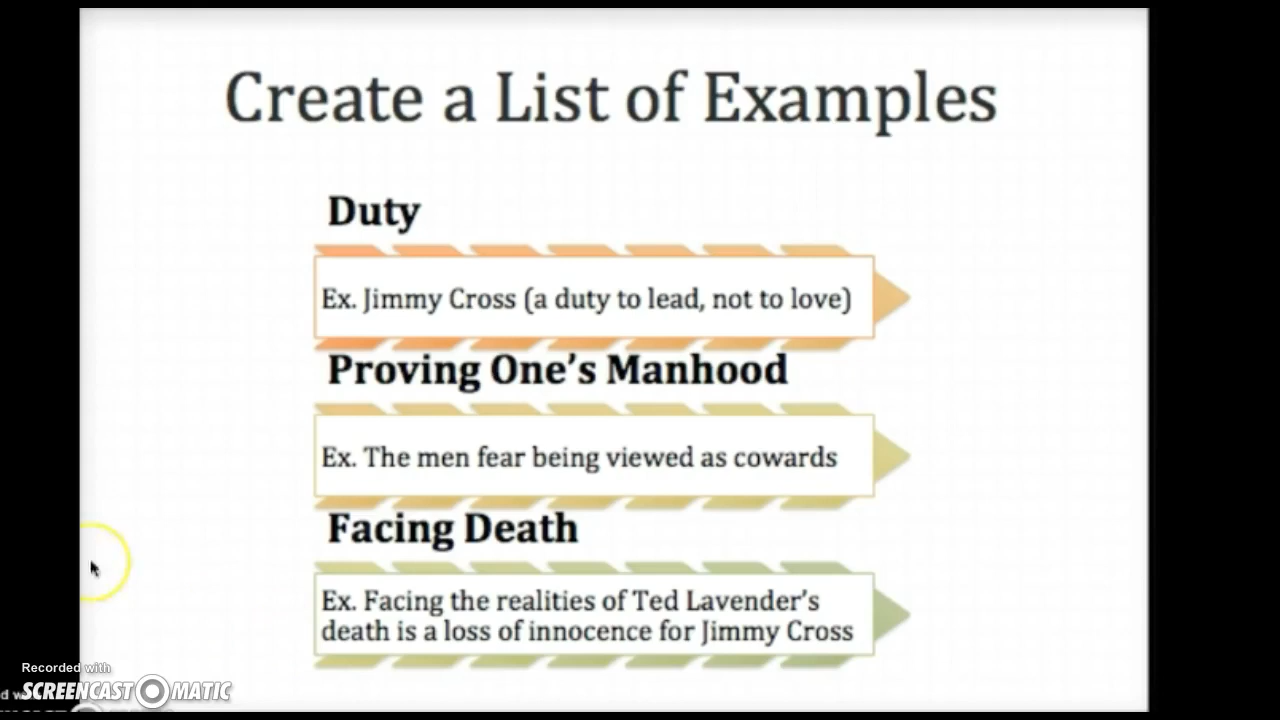 Create a List of Examples
Duty
Ex. Jimmy Cross (a duty to lead, not to love)
Proving One's Manhood
Ex. The men fear being viewed as cowards
Facing Death
Ex. Facing the realities of Ted Lavender's
death is a loss of innocence for Jimmy Cross
Recorded with
SCREENCAST MATIC